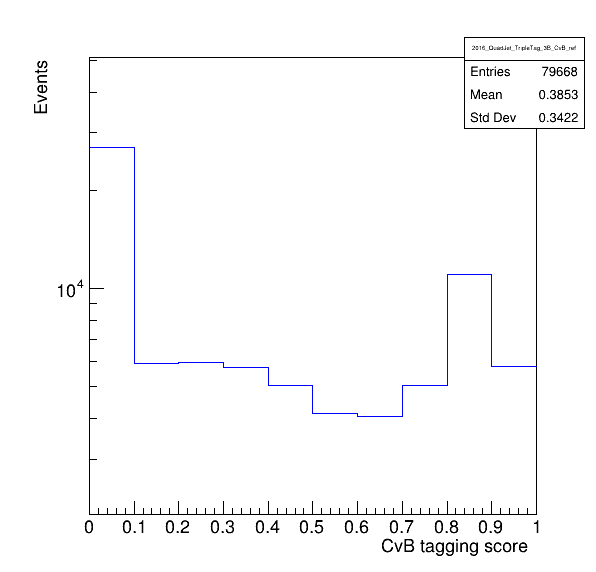 2016_QuadJet_TripleTag_3B_CvB_ref
Entries 79668
Mean 0.3853
Std Dev 0.3422
Events
10^4
0 0.1 0.2 0.3 0.4 0.5 0.6 0.7 0.8 0.9 1
CvB tagging score